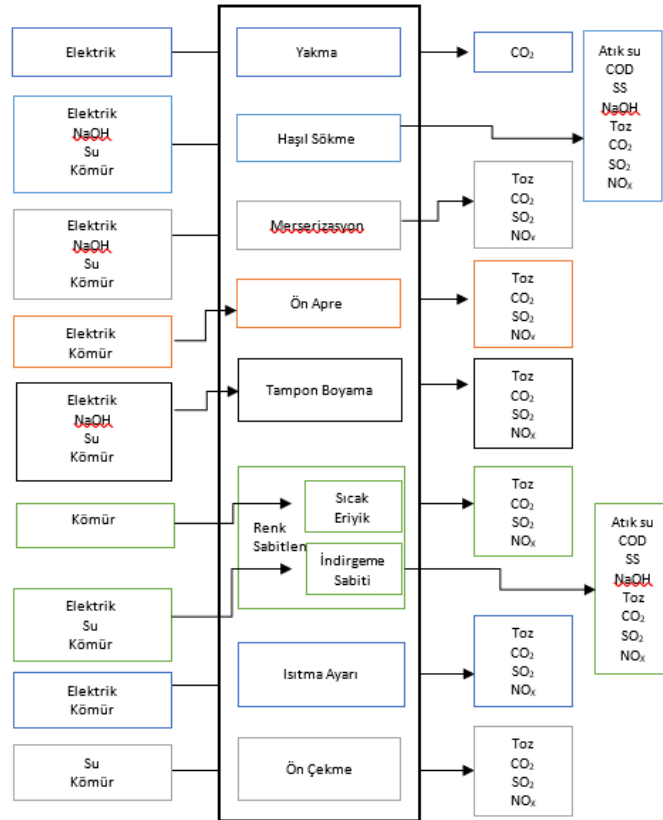 Elektrik
Yakma
CO₂
Atık su
COD
SS
NaOH
Toz
CO₂
SO₂
NOₓ
Elektrik
NaOH
Su
Kömür
Haşıl Sökme
Elektrik
NaOH
Su
Kömür
Merserizasyon
Toz
CO₂
SO₂
NOₓ
Elektrik
Kömür
Ön Apre
Toz
CO₂
SO₂
NOₓ
Elektrik
NaOH
Su
Kömür
Tampon Boyama
Toz
CO₂
SO₂
NOₓ
Kömür
Renk
Sabitlen
Sıcak
Eriyik
Toz
CO₂
SO₂
NOₓ
Elektrik
Su
Kömür
İndirgeme
Sabiti
Atık su
COD
SS
NaOH
Toz
CO₂
SO₂
NOₓ
Elektrik
Kömür
Isıtma Ayarı
Toz
CO₂
SO₂
NOₓ
Su
Kömür
Ön Çekme
Toz
CO₂
SO₂
NOₓ